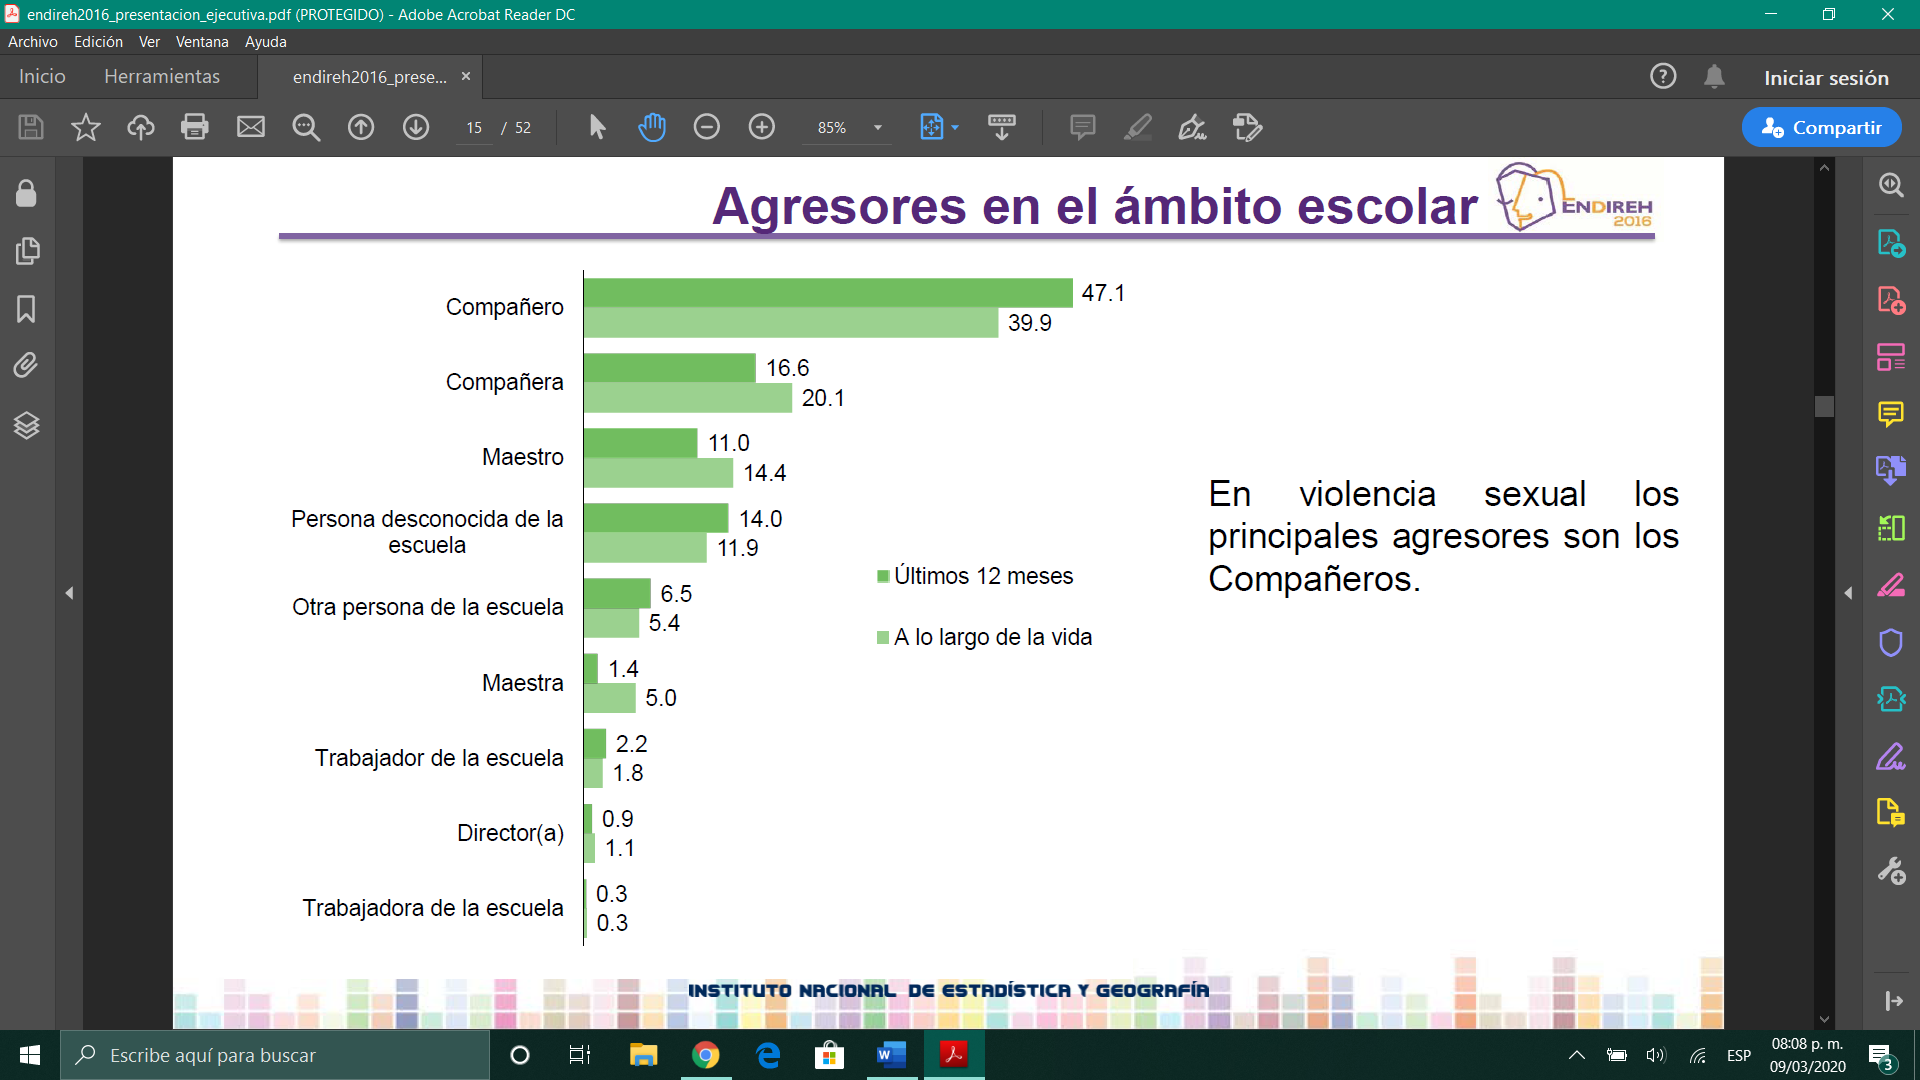 endireh2016_presentacion_ejecutiva.pdf (PROTEGIDO) - Adobe Acrobat Reader DC
Archivo Edición Ver Ventana Ayuda
Inicio Herramientas endireh2016_prese... × Iniciar sesión
15 / 52 85% Compartir
Agresores en el ámbito escolar
ENDIREH
2016
Compañero 47.1
39.9
Compañera 16.6
20.1
Maestro 11.0
14.4
Persona desconocida de la
escuela
14.0
11.9
Otra persona de la escuela 6.5
5.4
Maestra 1.4
5.0
Trabajador de la escuela 2.2
1.8
Director(a) 0.9
1.1
Trabajadora de la escuela 0.3
0.3
Últimos 12 meses
A lo largo de la vida
En violencia sexual los
principales agresores son los
Compañeros.
INSTITUTO NACIONAL DE ESTADÍSTICA Y GEOGRAFÍA
Escribe aquí para buscar
ESP
08:08 p. m.
09/03/2020
3